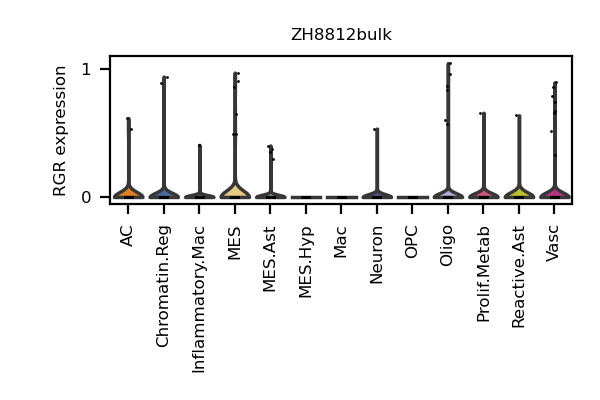 ZH8812bulk
RGR expression
1
0
AC
Chromatin.Reg
Inflammatory.Mac
MES
MES.Ast
MES.Hyp
Mac
Neuron
OPC
Oligo
Prolif.Metab
Reactive.Ast
Vasc